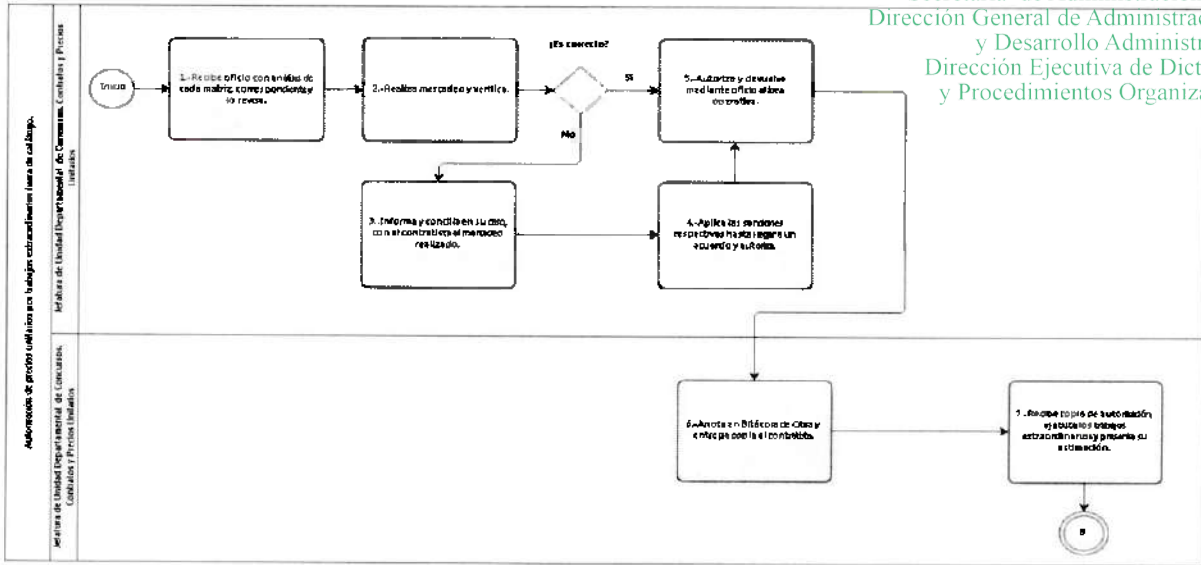 Dirección General de Administrac
y Desarrollo Administr
Dirección Ejecutiva de Dict
y Procedimientos Organiza
Autorización de precios unitarios por trabajos extraordinarios fuera de catálogo.
Jefatura de Unidad Departamental de Concursos, Contratos y Precios
Unitarios
Inicio
1.-Recibe oficio con análisis de
cada matriz, correspondiente y
lo revisa.
2.-Realiza mercadeo y verifica.
¿Es correcto?
Si
No
5.-Autoriza y devuelve
mediante oficio al área
operativa.
3.-Informa y concilia en su caso,
con el contratista el mercadeo
realizado.
4.-Aplica las sanciones
respectivas hasta llegar a un
acuerdo y autoriza.
Jefatura de Unidad Departamental de Concursos,
Contratos y Precios Unitarios
6.-Anota en Bitácora de Obra y
entrega copia al contratista.
7.-Recibe copia de autorización,
ejecuta los trabajos
extraordinarios y presenta su
estimación.